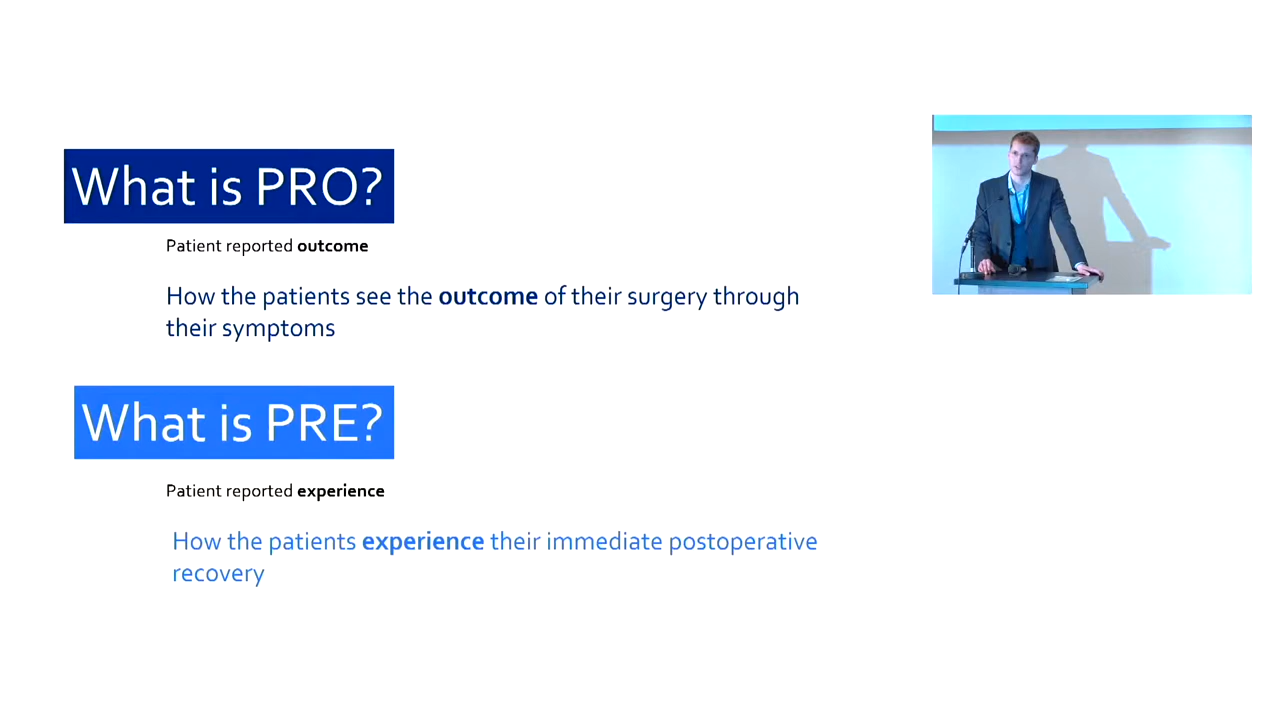 What is PRO?
Patient reported outcome
How the patients see the outcome of their surgery through
their symptoms
What is PRE?
Patient reported experience
How the patients experience their immediate postoperative
recovery